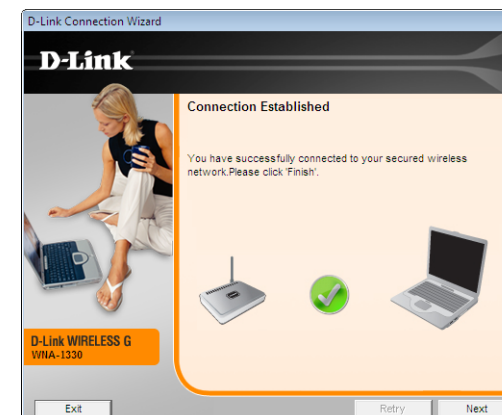 D-Link Connection Wizard
D-Link
Connection Established
You have successfully connected to your secured wireless
network.Please click 'Finish'.
D-Link WIRELESS G
WNA-1330
Exit
Retry
Next